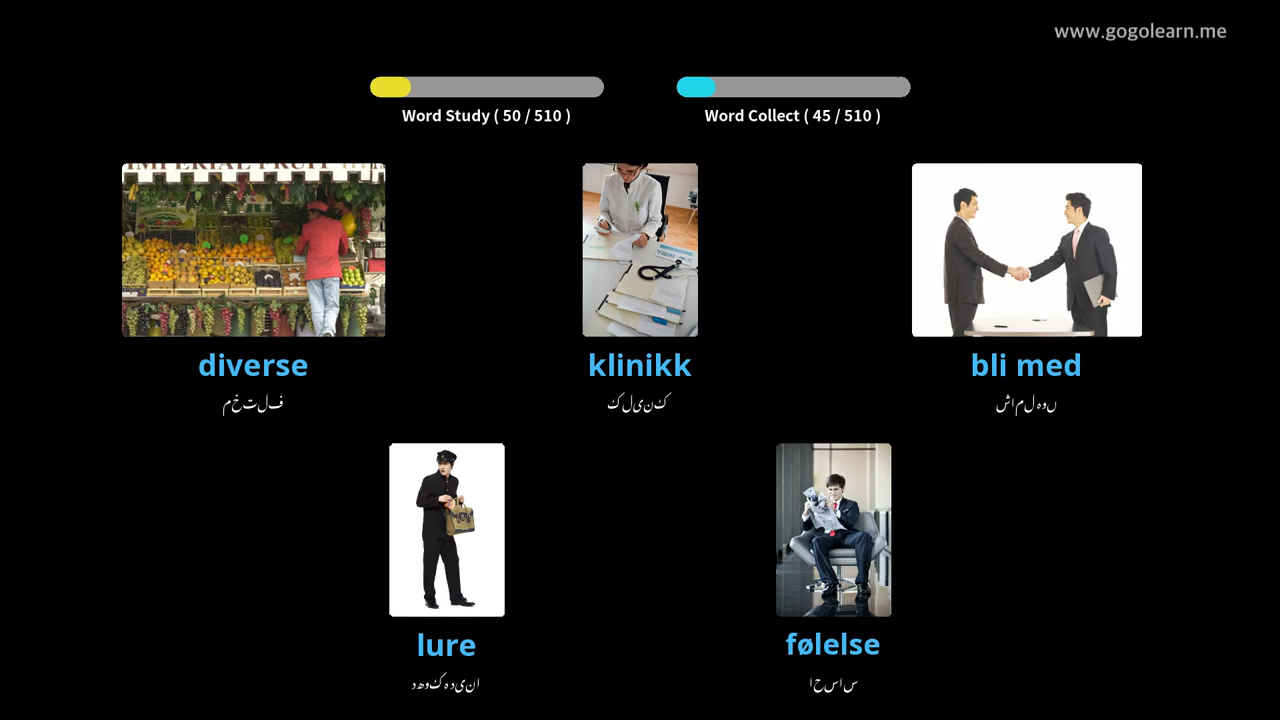 www.gogolearn.me
Word Study ( 50 / 510 )
Word Collect ( 45 / 510 )
diverse
klinikk
bli med
مختلف
کلینک
شامل ہوں
lure
følelse
دھوکہ دینا
احساس